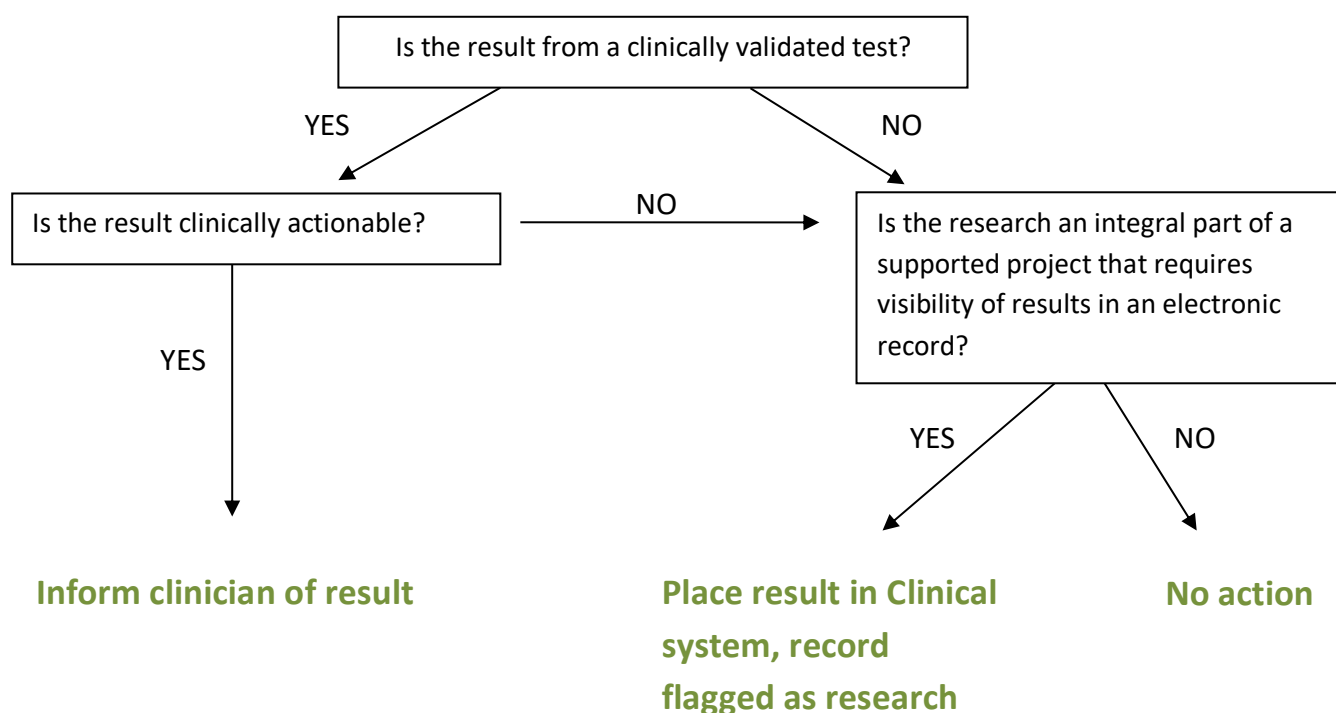 Is the result from a clinically validated test?
YES
NO
Is the result clinically actionable?
NO
Is the research an integral part of a
supported project that requires
visibility of results in an electronic
record?
YES
YES
NO
Inform clinician of result
Place result in Clinical
system, record
flagged as research
No action